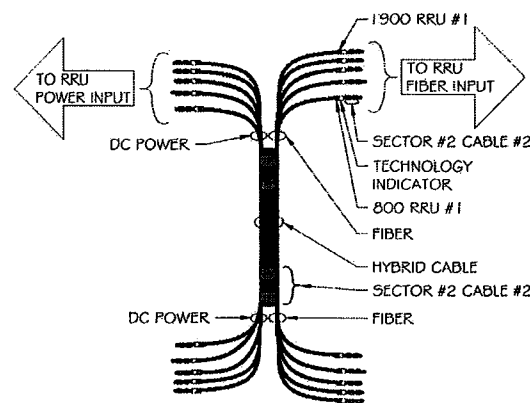 1900 RRU #1
TO RRU
POWER INPUT
TO RRU
FIBER INPUT
DC POWER
SECTOR #2 CABLE #2
TECHNOLOGY
INDICATOR
800 RRU #1
FIBER
HYBRID CABLE
SECTOR #2 CABLE #2
DC POWER
FIBER